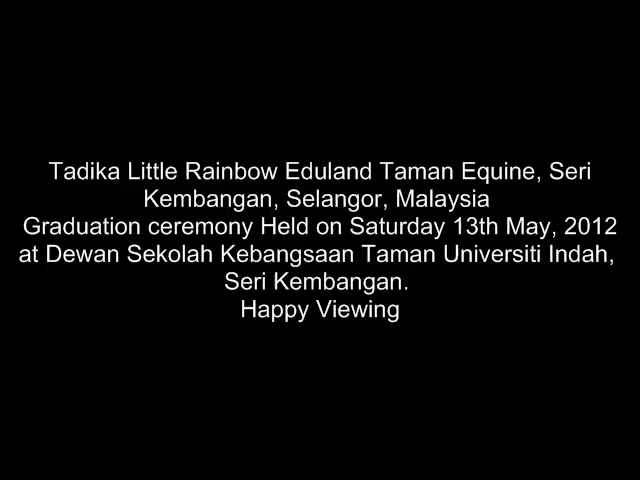 Tadika Little Rainbow Eduland Taman Equine, Seri
Kembangan, Selangor, Malaysia
Graduation ceremony Held on Saturday 13th May, 2012
at Dewan Sekolah Kebangsaan Taman Universiti Indah,
Seri Kembangan.
Happy Viewing